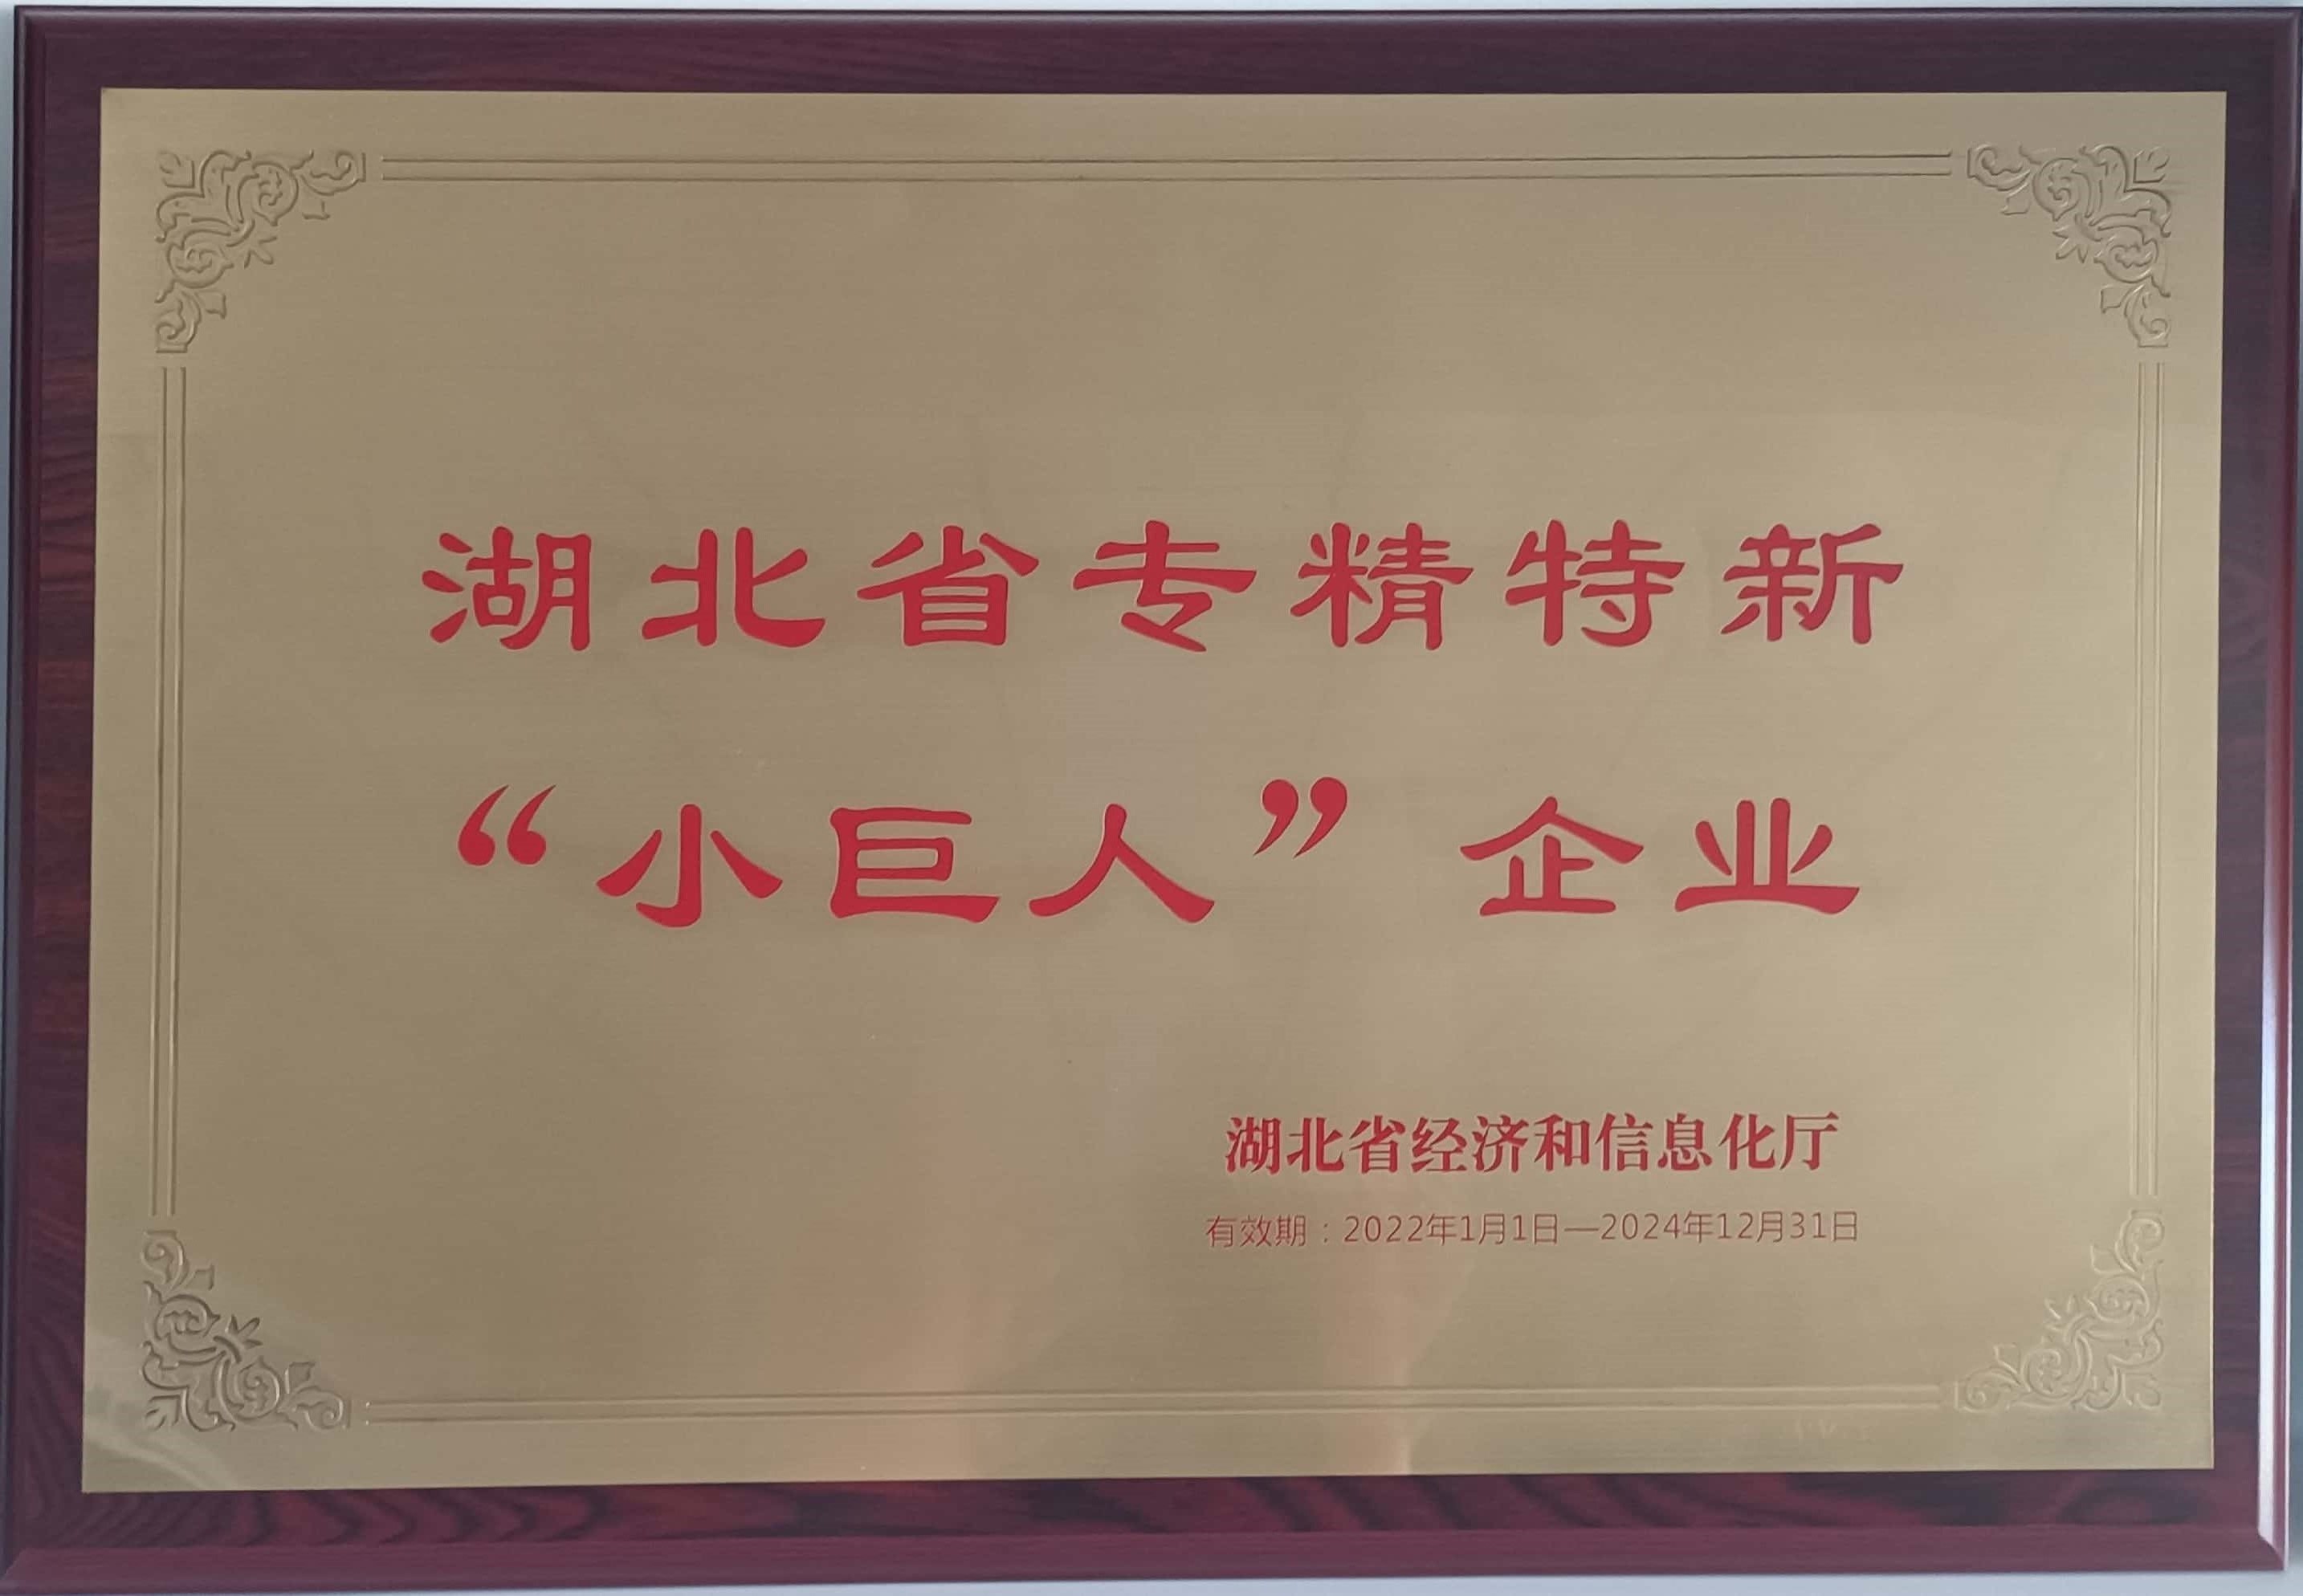 湖北省专精特新
“小巨人”企业
湖北省经济和信息化厅
有效期：2022年1月1日—2024年12月31日